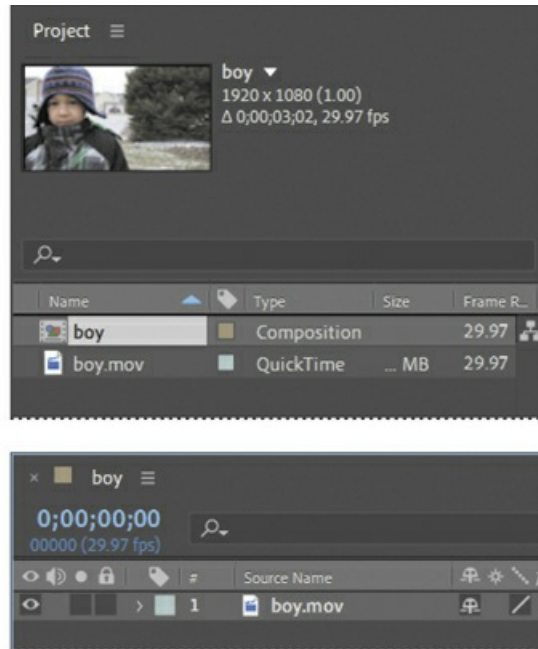 Project
boy
1920 x 1080 (1.00)
Δ 0;00;03;02, 29.97 fps
Name Type Size Frame R...
boy Composition 29.97
boy.mov QuickTime ... MB 29.97
boy
0;00;00;00
00000 (29.97 fps)
# Source Name
1 boy.mov